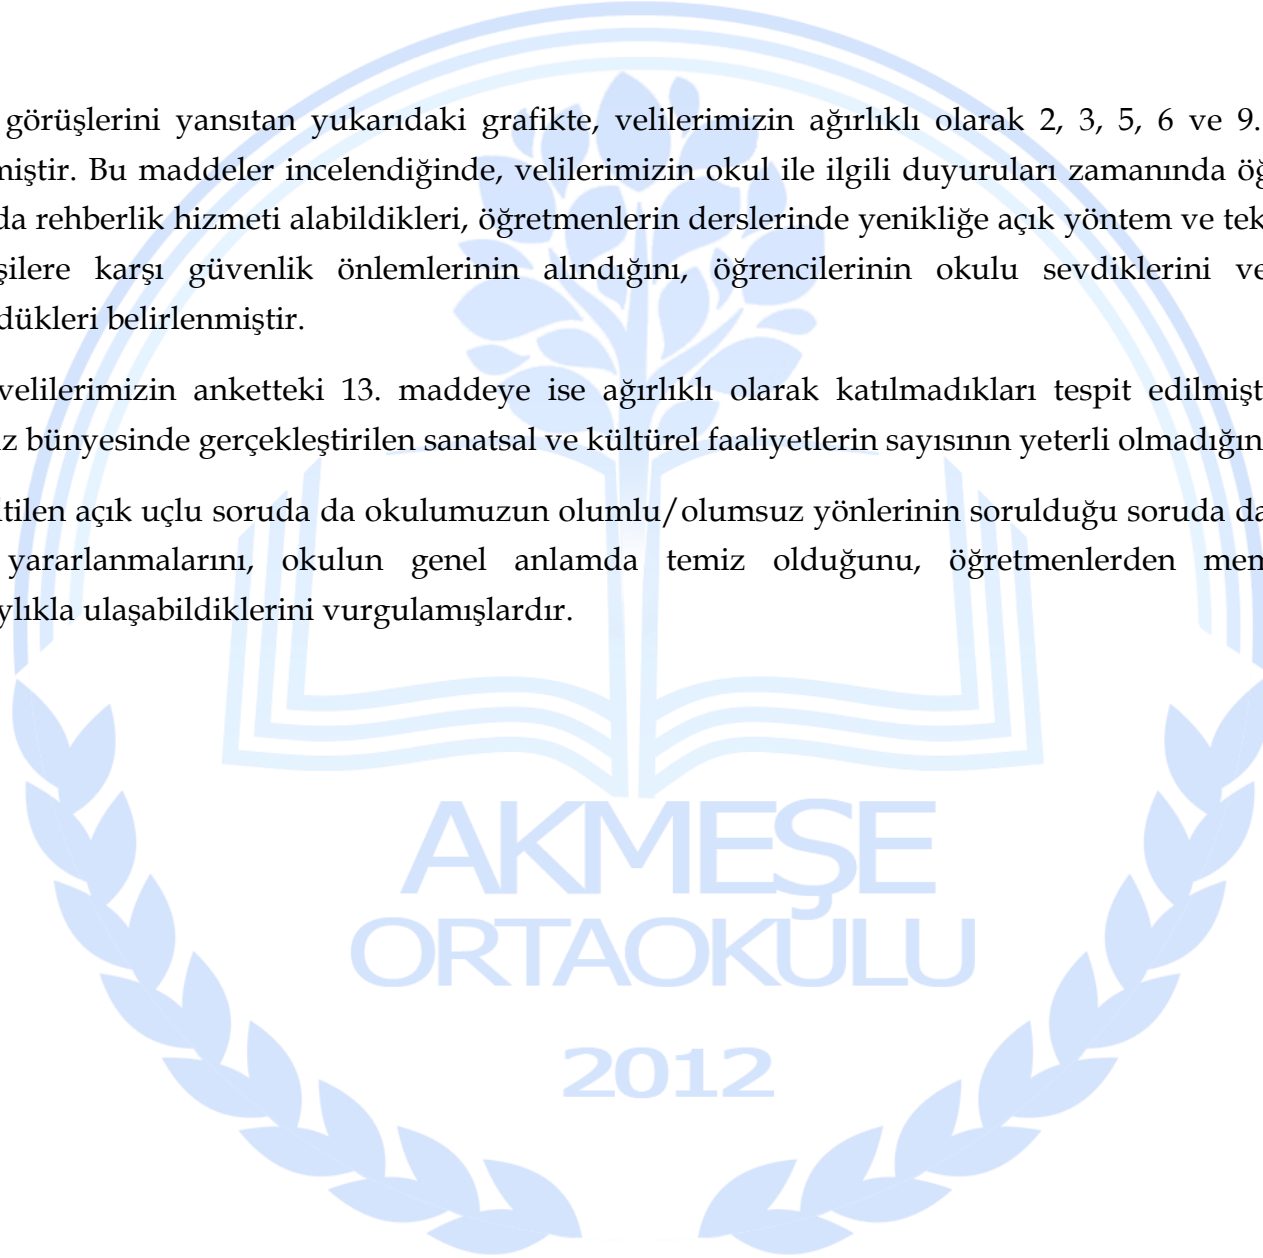 görüşlerini yansıtan yukarıdaki grafikte, velilerimizin ağırlıklı olarak 2, 3, 5, 6 ve 9.
miştir. Bu maddeler incelendiğinde, velilerimizin okul ile ilgili duyuruları zamanında öğ
da rehberlik hizmeti alabildikleri, öğretmenlerin derslerinde yenikliğe açık yöntem ve tek
şilere karşı güvenlik önlemlerinin alındığını, öğrencilerinin okulu sevdiklerini ve
dükleri belirlenmiştir.
velilerimizin anketteki 13. maddeye ise ağırlıklı olarak katılmadıkları tespit edilmişt
z bünyesinde gerçekleştirilen sanatsal ve kültürel faaliyetlerin sayısının yeterli olmadığın
tilen açık uçlu soruda da okulumuzun olumlu/olumsuz yönlerinin sorulduğu soruda da
yararlanmalarını, okulun genel anlamda temiz olduğunu, öğretmenlerden mem
ylıkla ulaşabildiklerini vurgulamışlardır.
AKMEŞE
ORTAOKULU
2012